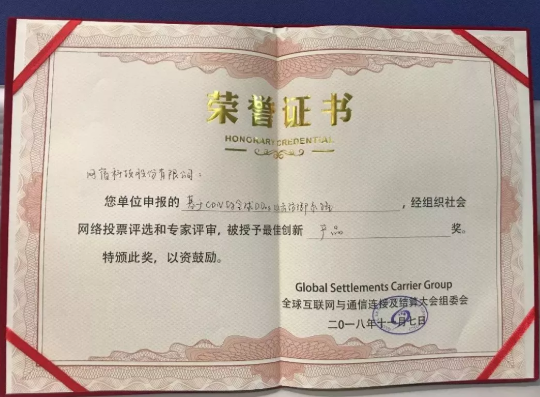 荣誉证书
HONORARY CREDENTIAL
网宿科技股份有限公司：
您单位申报的 基于CDN的全球DDoS 防御系统 ，经组织社会
网络投票评选和专家评审，被授予最佳创新 产品 奖。
特颁此奖，以资鼓励。
Global Settlements Carrier Group
全球互联网与通信连接及结算大会组委会
二〇一八年十一月七日